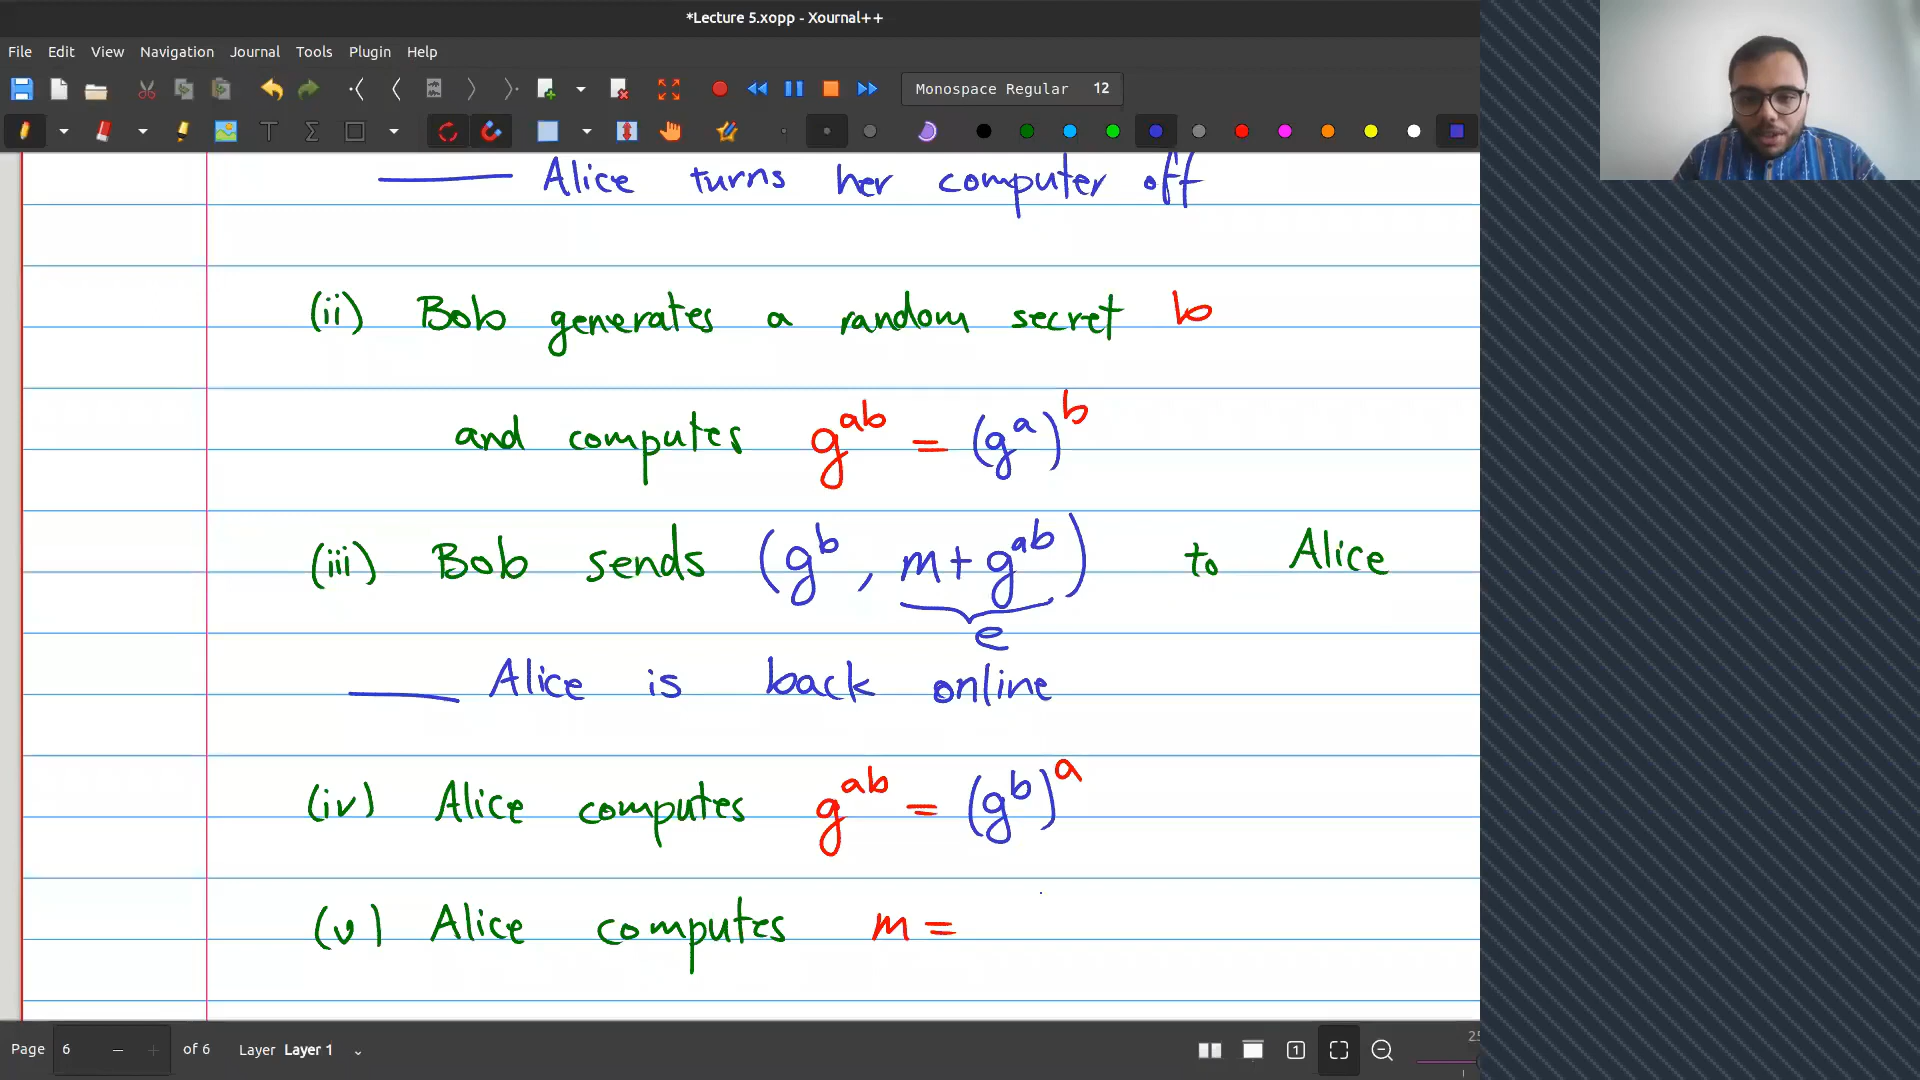 *Lecture 5.xopp - Xournal++
File Edit View Navigation Journal Tools Plugin Help
Monospace Regular 12
Alice turns her computer off
(ii) Bob generates a random secret b
and computes g^ab = (g^a)^b
(iii) Bob sends (g^b, m + g^ab) to Alice
e
Alice is back online
(iv) Alice computes g^ab = (g^b)^a
(v) Alice computes m =
Page 6 of 6 Layer Layer 1